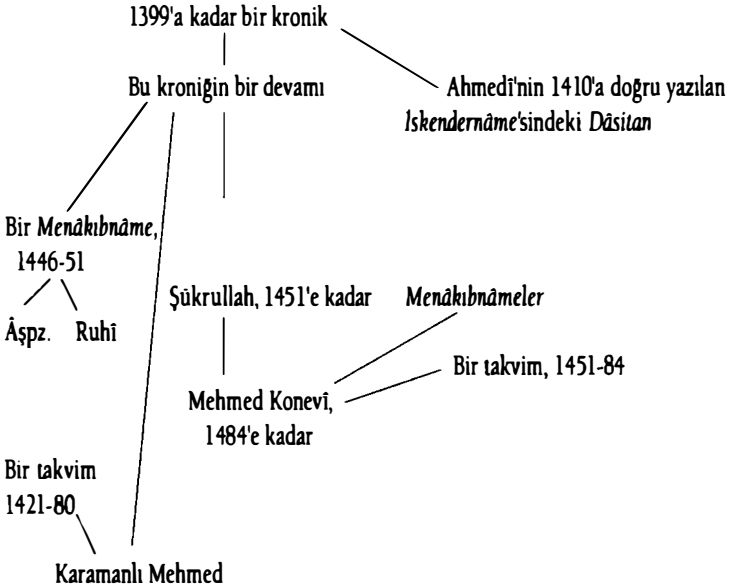 1399'a kadar bir kronik
Bu kroniğin bir devamı
Ahmedî'nin 1410'a doğru yazılan
Iskendernâme'sindeki Dâsitan
Bir Menâkıbnâme,
1446-51
Âşpz. Ruhî
Şükrullah, 1451'e kadar
Menâkıbnâmeler
Bir takvim, 1451-84
Mehmed Konevî,
1484'e kadar
Bir takvim
1421-80
Karamanlı Mehmed